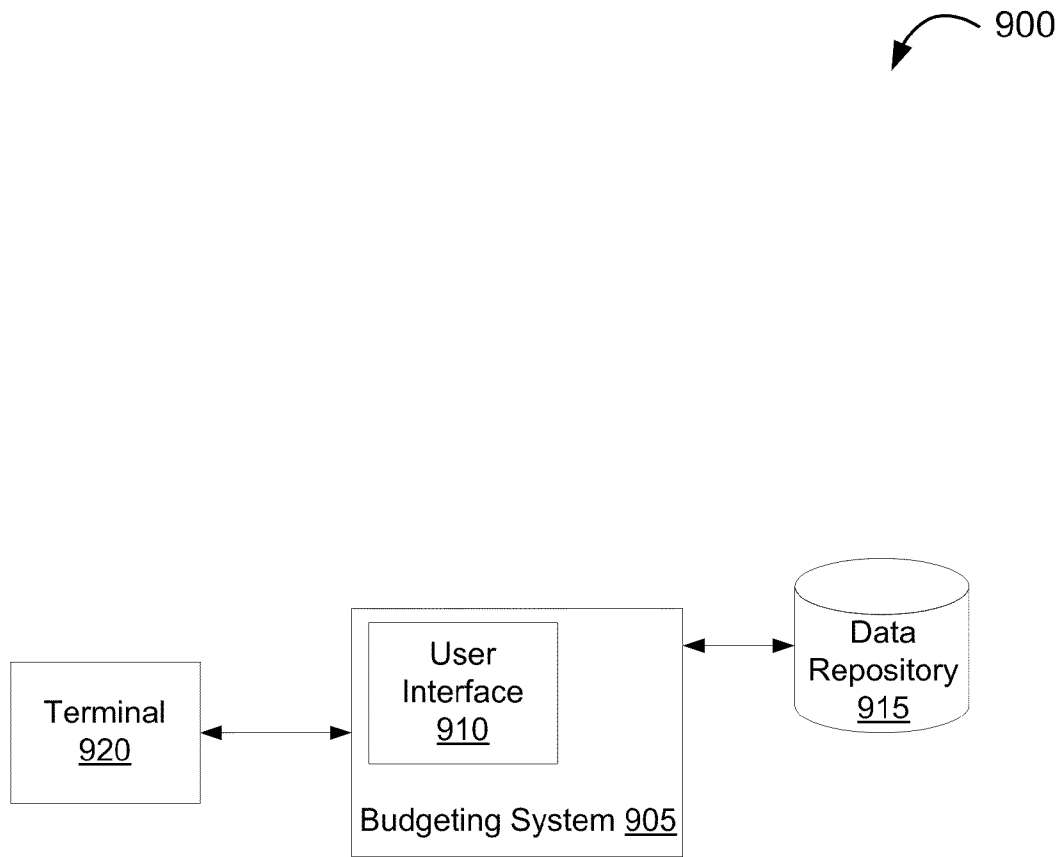 900
User
Interface
910
Data
Repository
915
Terminal
920
Budgeting System 905